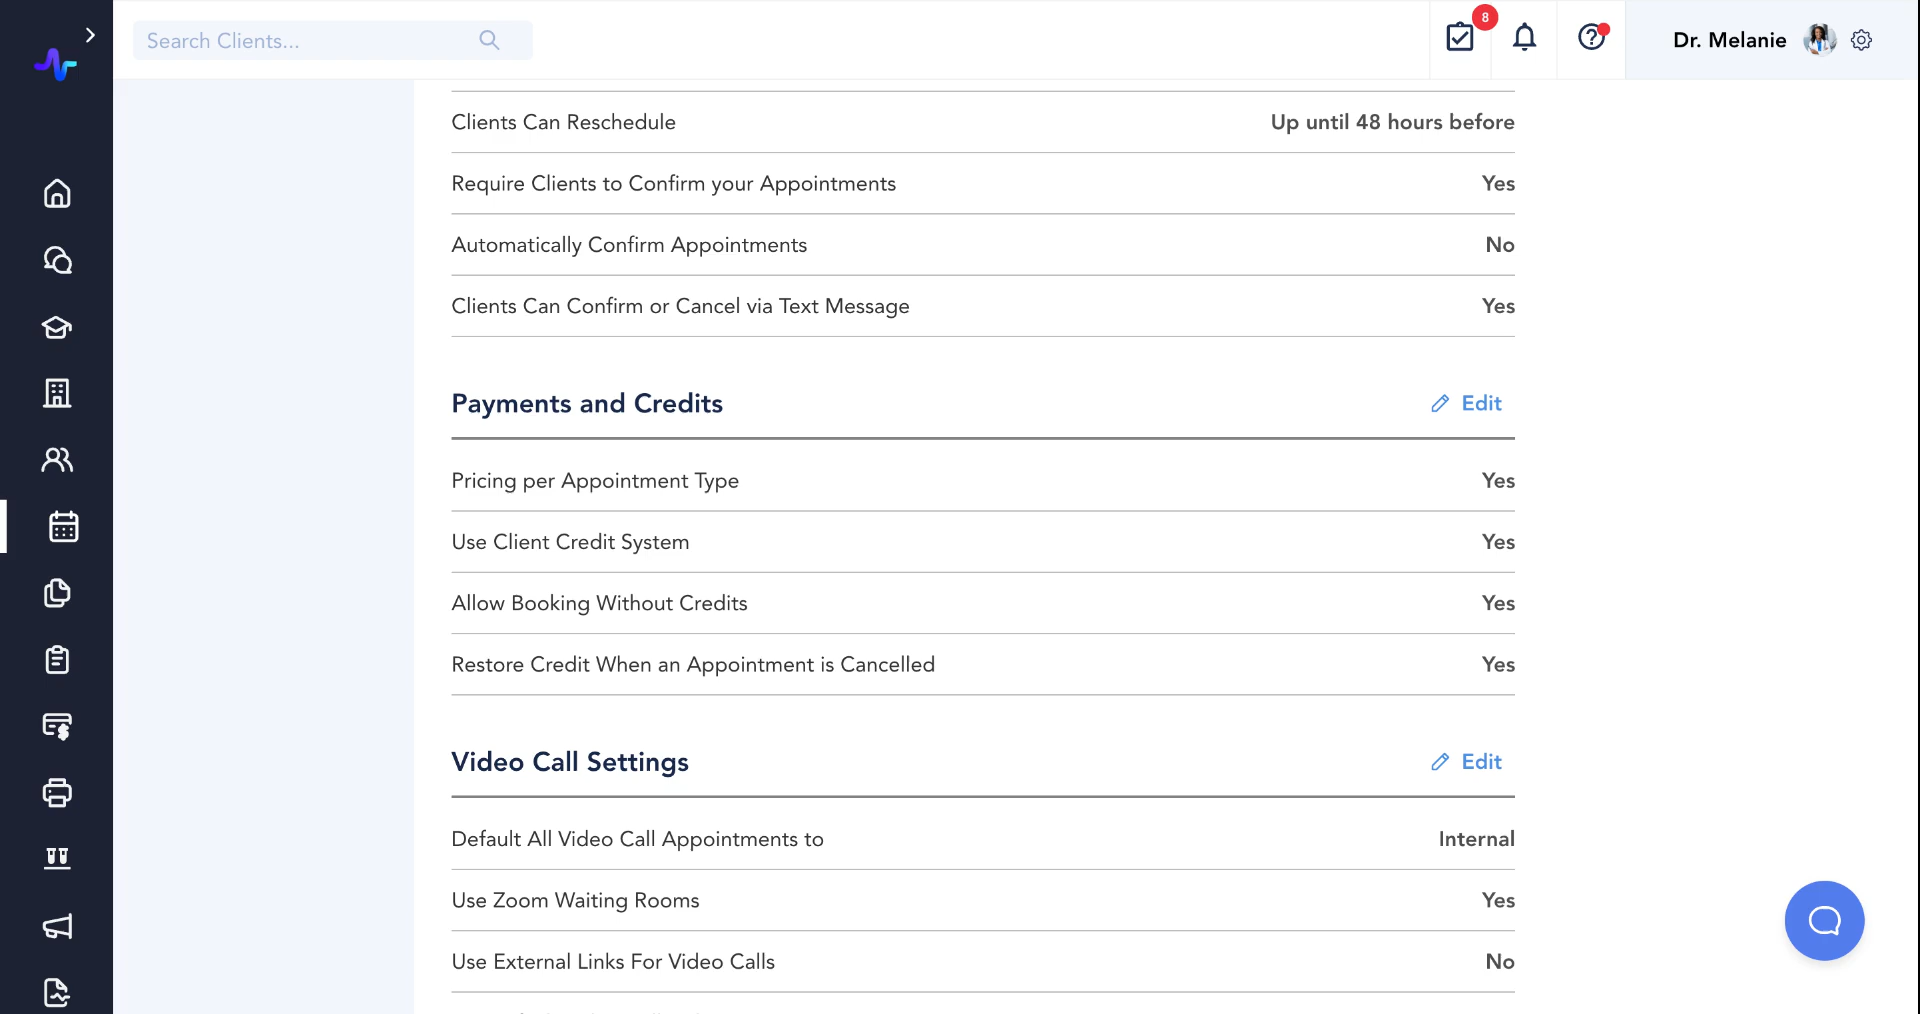 Search Clients...
8
Dr. Melanie
Clients Can Reschedule Up until 48 hours before
Require Clients to Confirm your Appointments Yes
Automatically Confirm Appointments No
Clients Can Confirm or Cancel via Text Message Yes
Payments and Credits Edit
Pricing per Appointment Type Yes
Use Client Credit System Yes
Allow Booking Without Credits Yes
Restore Credit When an Appointment is Cancelled Yes
Video Call Settings Edit
Default All Video Call Appointments to Internal
Use Zoom Waiting Rooms Yes
Use External Links For Video Calls No